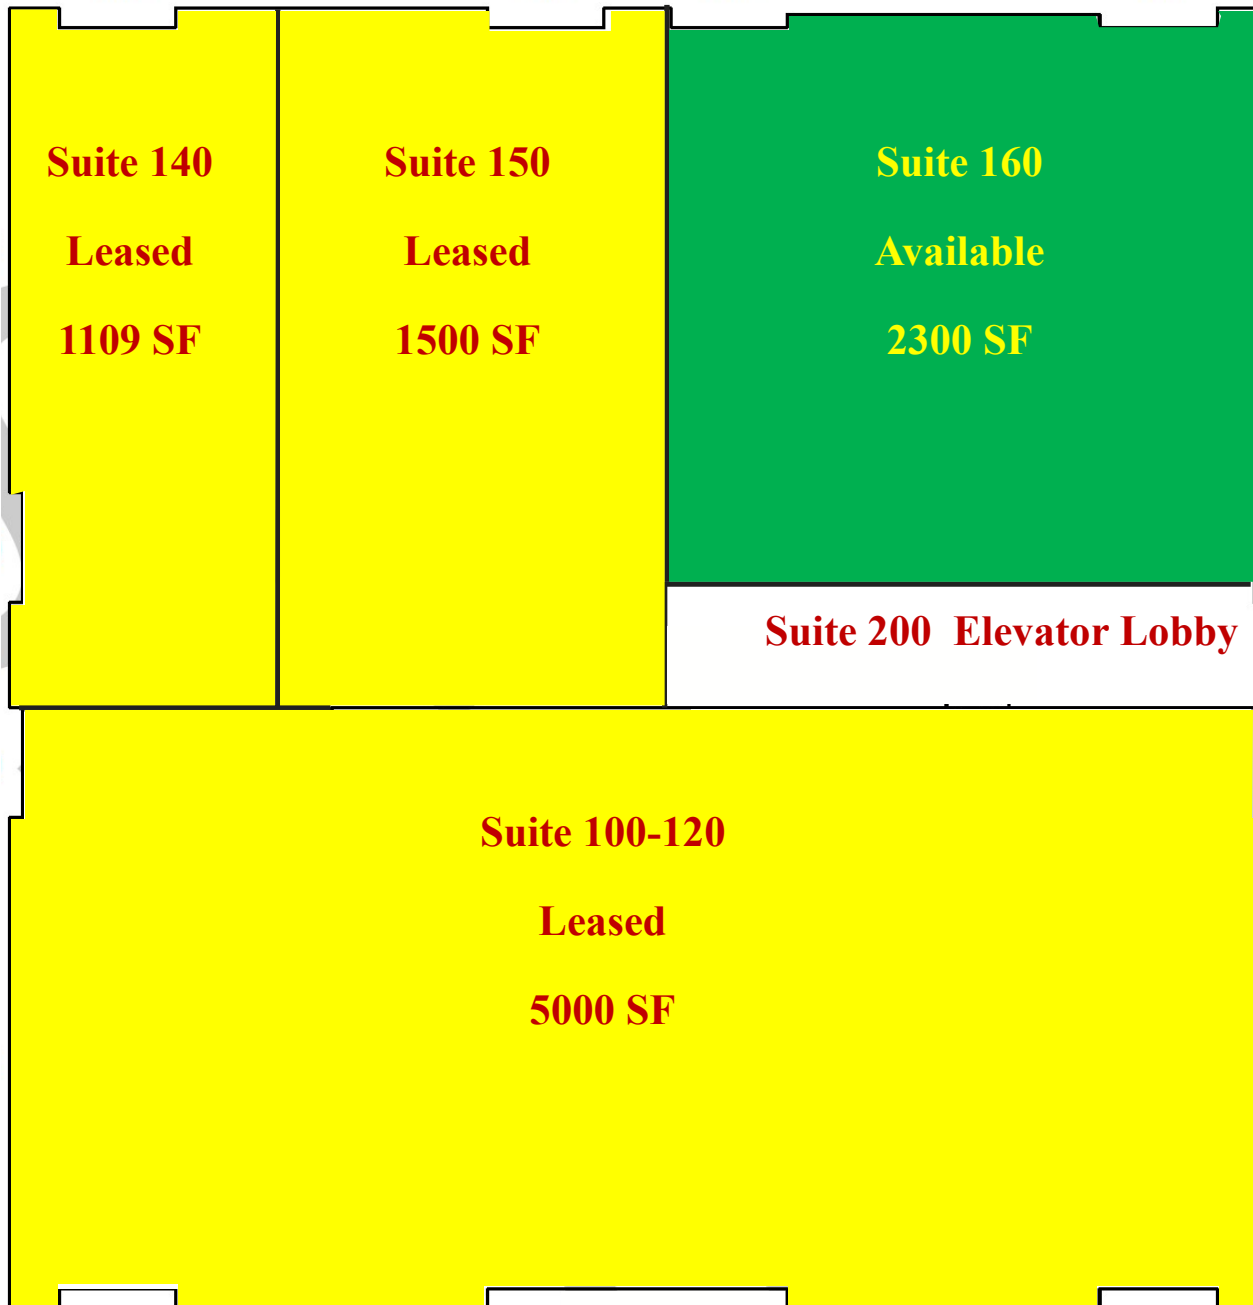 Suite 140
Leased
1109 SF
Suite 150
Leased
1500 SF
Suite 160
Available
2300 SF
Suite 200  Elevator Lobby
Suite 100-120
Leased
5000 SF